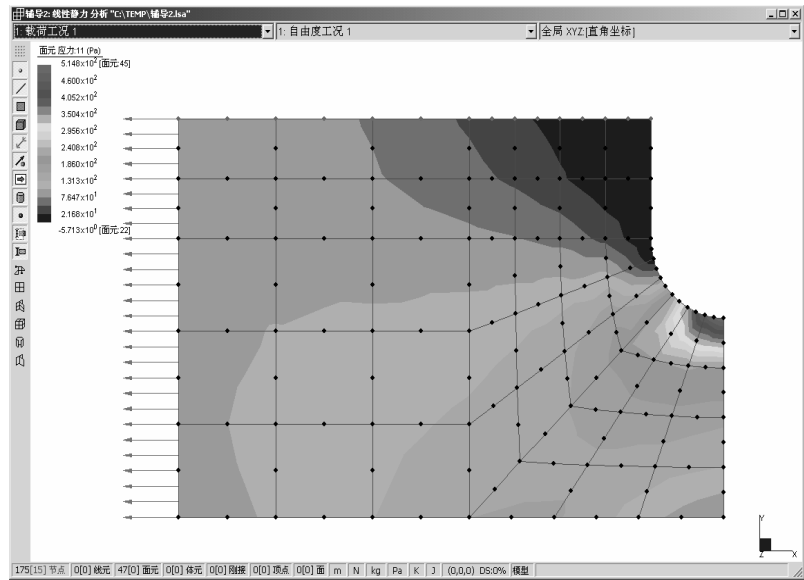 辅导2: 线性静力 分析 "C:\TEMP\辅导2.lsa"
1: 载荷工况 1
1: 自由度工况 1
全局 XYZ:[直角坐标]
面元 应力:11 (Pa)
5.148x10² [面元:45]
4.600x10²
4.052x10²
3.504x10²
2.956x10²
2.408x10²
1.860x10²
1.313x10²
7.647x10¹
2.168x10¹
-5.713x10⁰ [面元:22]
Y
Z X
175[15] 节点 0[0] 线元 47[0] 面元 0[0] 体元 0[0] 刚接 0[0] 顶点 0[0] 面 m N kg Pa K J (0,0,0) DS:0% 模型